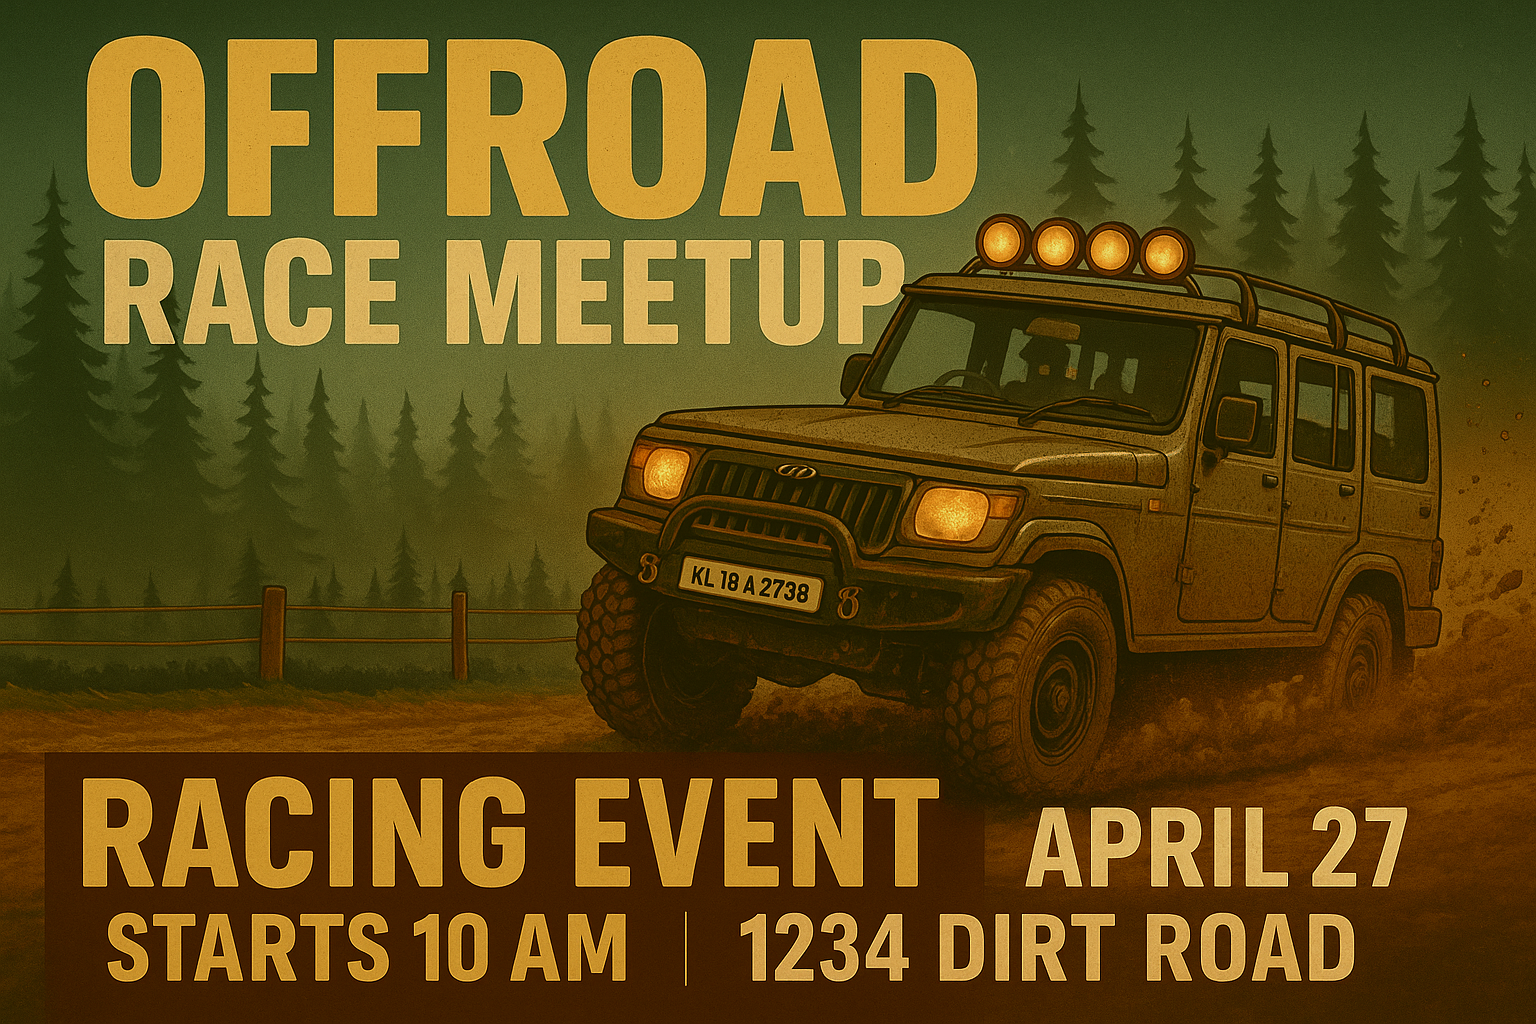 OFFROAD
RACE MEETUP
KL 18 A 2738
RACING EVENT
APRIL 27
STARTS 10 AM | 1234 DIRT ROAD